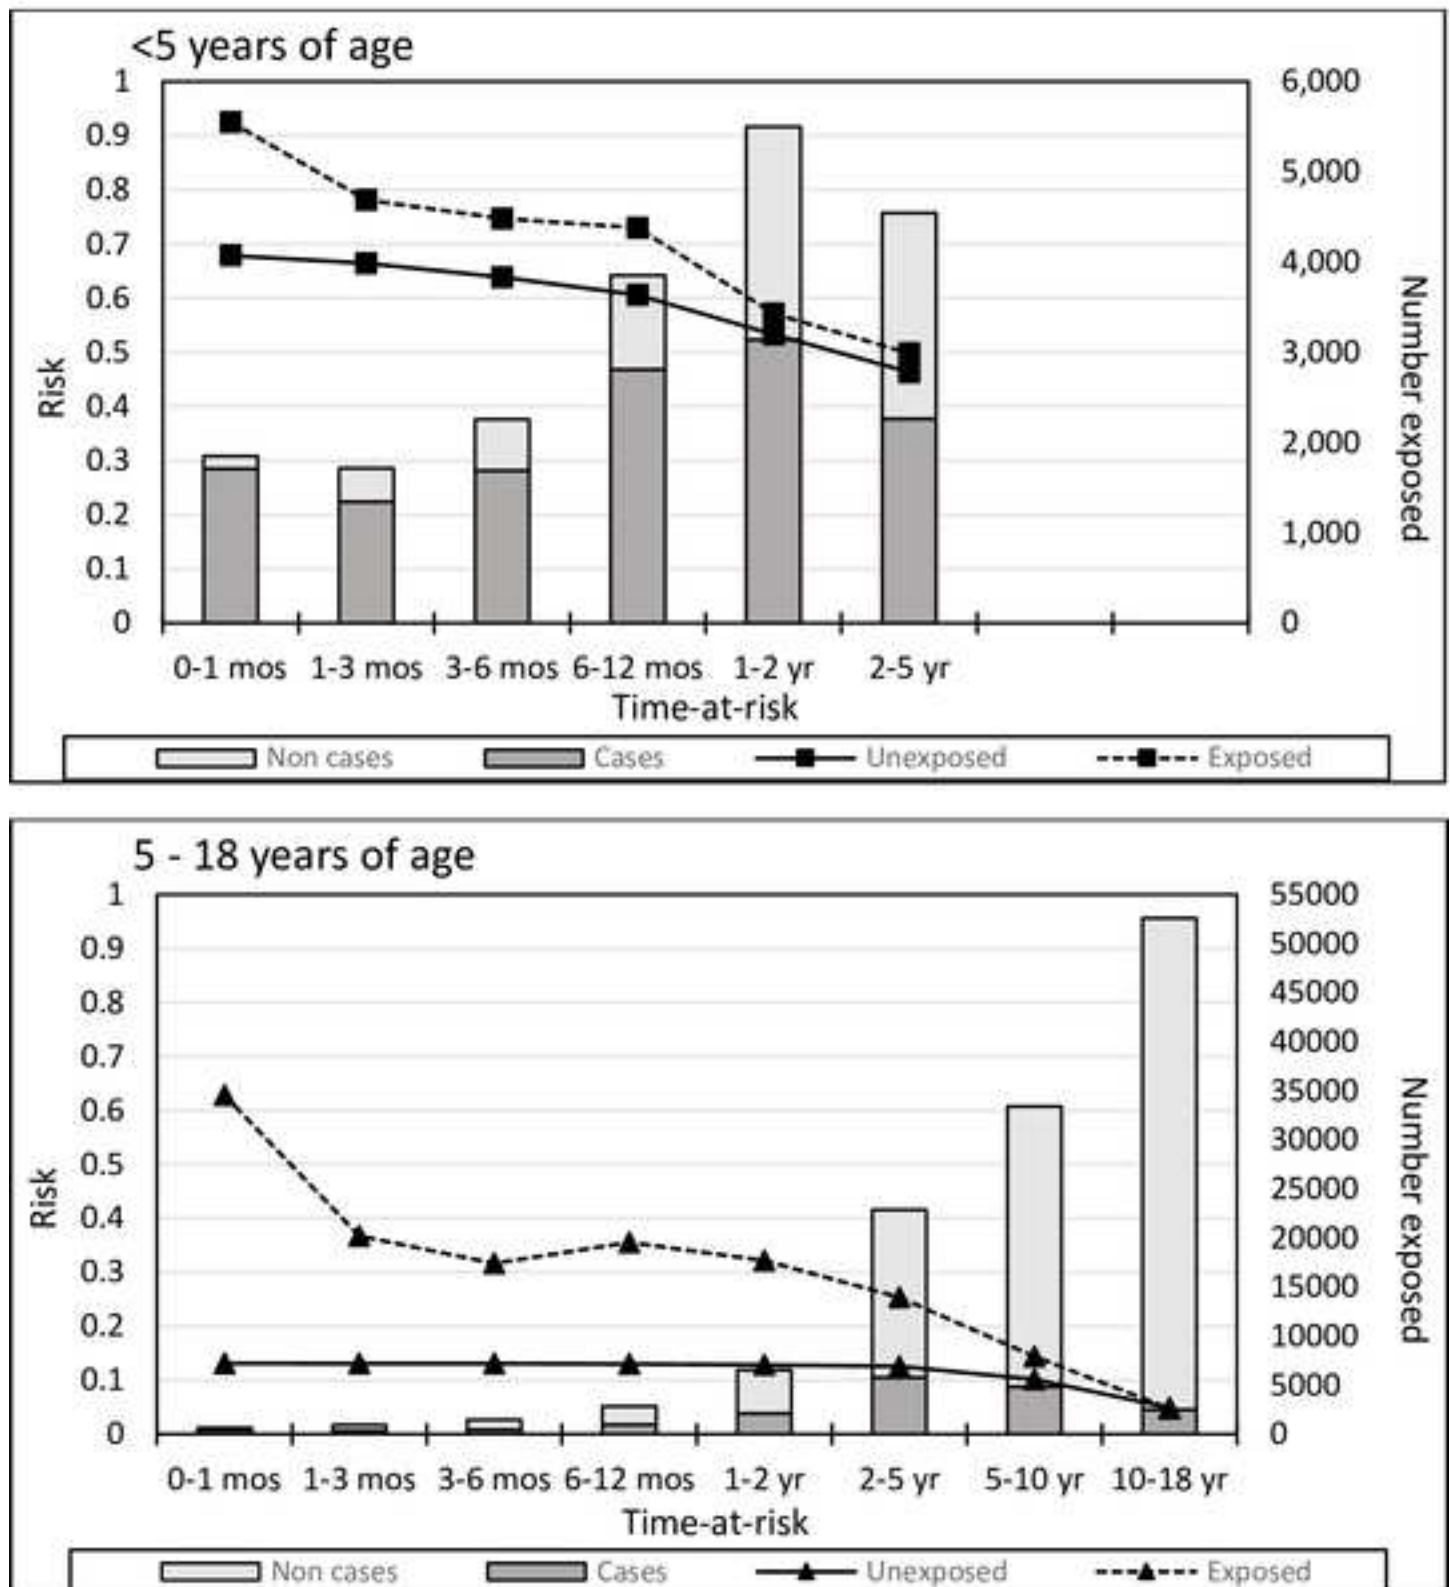 <5 years of age
1 6,000
0.9
0.8 5,000
0.7
0.6 4,000
0.5 3,000
0.4
0.3 2,000
0.2 1,000
0.1
0 0
Risk
Number exposed
0-1 mos 1-3 mos 3-6 mos 6-12 mos 1-2 yr 2-5 yr
Time-at-risk
Non cases Cases Unexposed Exposed
5 - 18 years of age
1 55000
0.9 50000
0.8 45000
0.7 40000
0.6 35000
30000
0.5 25000
0.4 20000
0.3 15000
0.2 10000
0.1 5000
0 0
Risk
Number exposed
0-1 mos 1-3 mos 3-6 mos 6-12 mos 1-2 yr 2-5 yr 5-10 yr 10-18 yr
Time-at-risk
Non cases Cases Unexposed Exposed